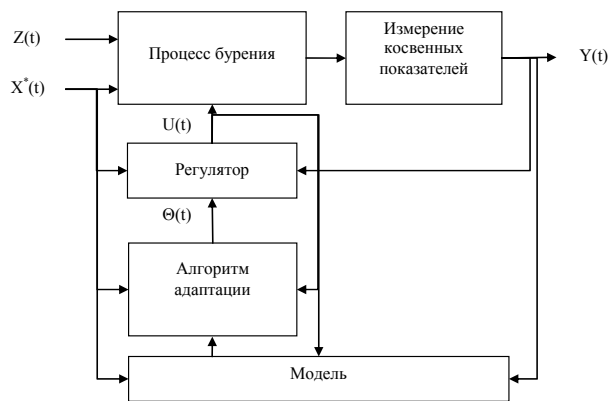 Z(t)
X*(t)
Процесс бурения
Измерение
косвенных
показателей
Y(t)
U(t)
Регулятор
Θ(t)
Алгоритм
адаптации
Модель